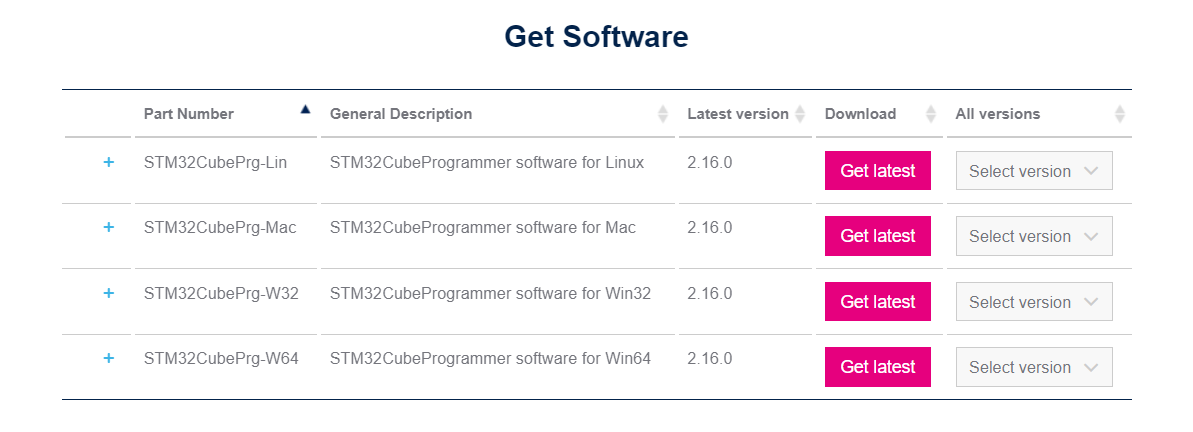 Get Software
Part Number General Description Latest version Download All versions
+ STM32CubePrg-Lin STM32CubeProgrammer software for Linux 2.16.0 Get latest Select version
+ STM32CubePrg-Mac STM32CubeProgrammer software for Mac 2.16.0 Get latest Select version
+ STM32CubePrg-W32 STM32CubeProgrammer software for Win32 2.16.0 Get latest Select version
+ STM32CubePrg-W64 STM32CubeProgrammer software for Win64 2.16.0 Get latest Select version